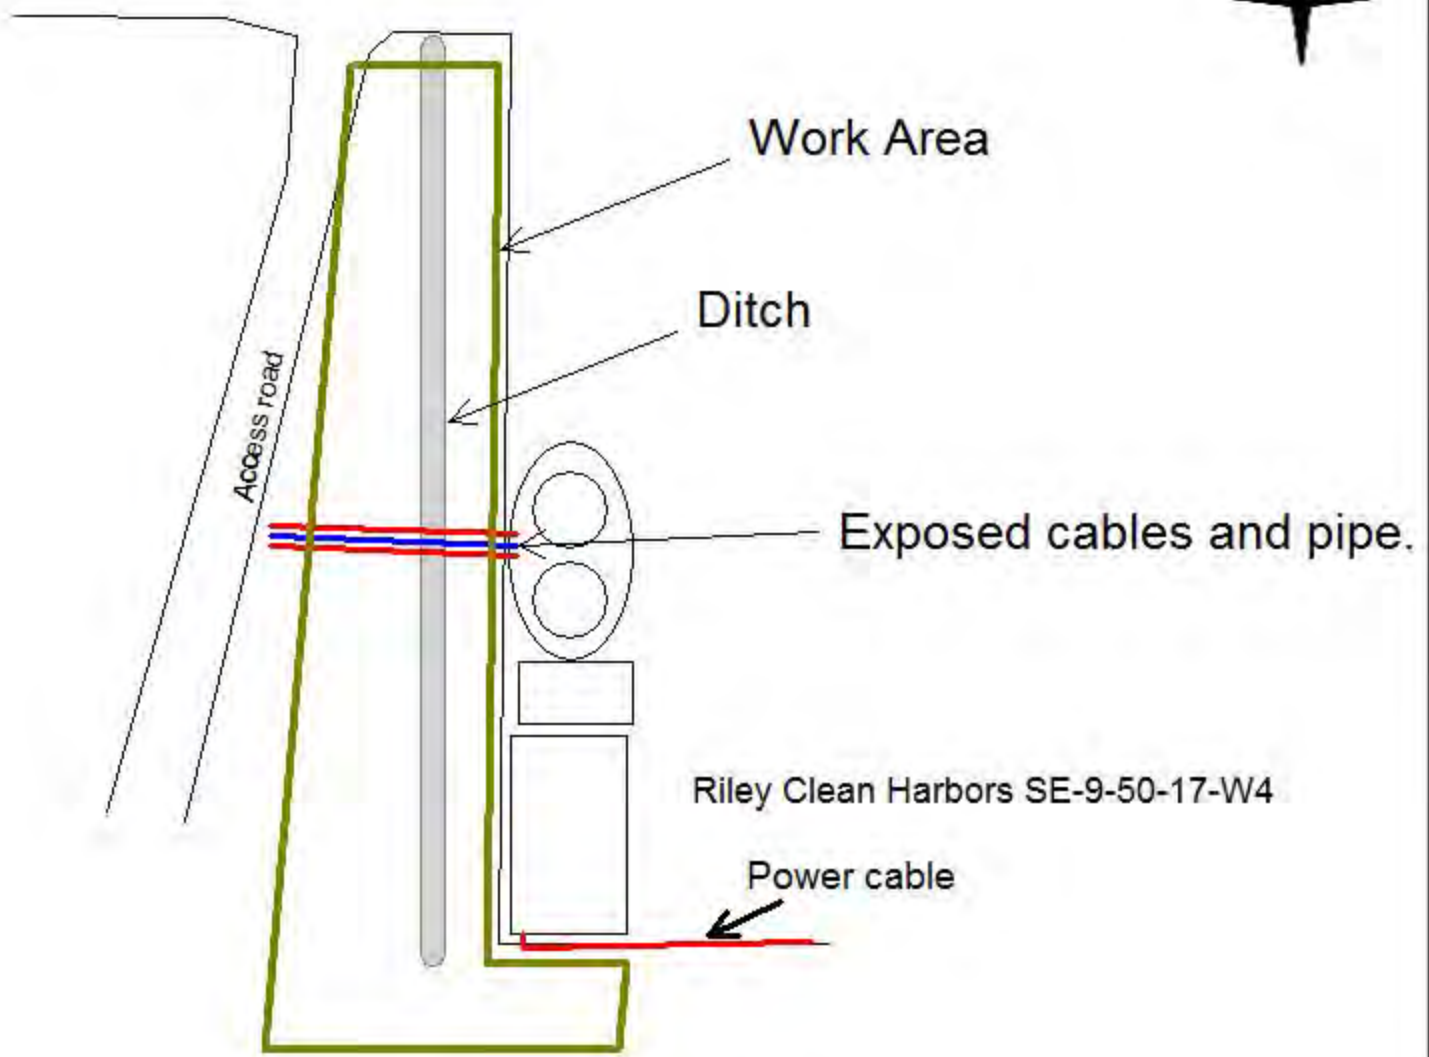 Work Area
Ditch
Access road
Exposed cables and pipe.
Riley Clean Harbors SE-9-50-17-W4
Power cable